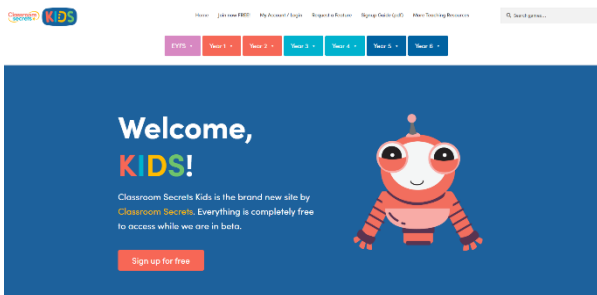 Classroom Secrets KIDS
Home Join now FREE! My Account / Login Request a Feature Signup Guide (pdf) More Teaching Resources Search games...
EYFS Year 1 Year 2 Year 3 Year 4 Year 5 Year 6
Welcome,
KIDS!
Classroom Secrets Kids is the brand new site by
Classroom Secrets. Everything is completely free
to access while we are in beta.
Sign up for free